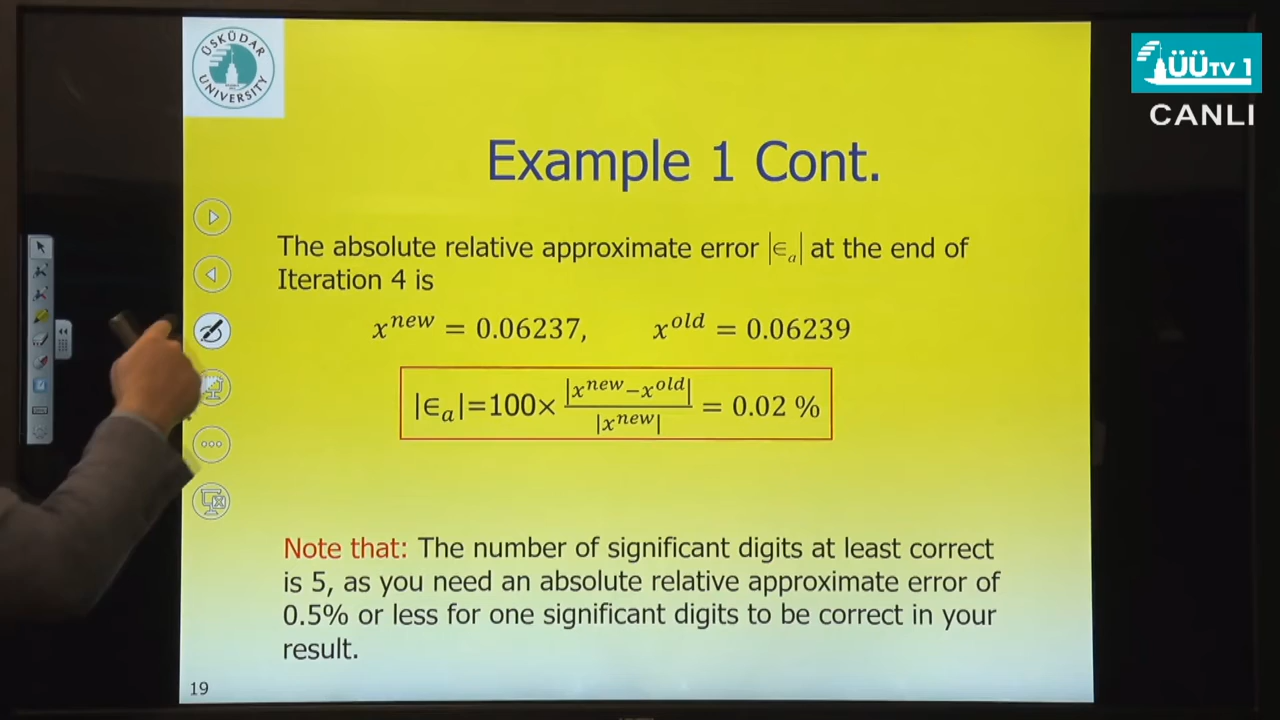 ÜSKÜDAR
UNIVERSITY
ÜÜTV 1
CANLI
Example 1 Cont.
The absolute relative approximate error |∈a| at the end of
Iteration 4 is
x^new = 0.06237, x^old = 0.06239
|∈a|=100× |x^new−x^old| / |x^new| = 0.02 %
Note that: The number of significant digits at least correct
is 5, as you need an absolute relative approximate error of
0.5% or less for one significant digits to be correct in your
result.
19